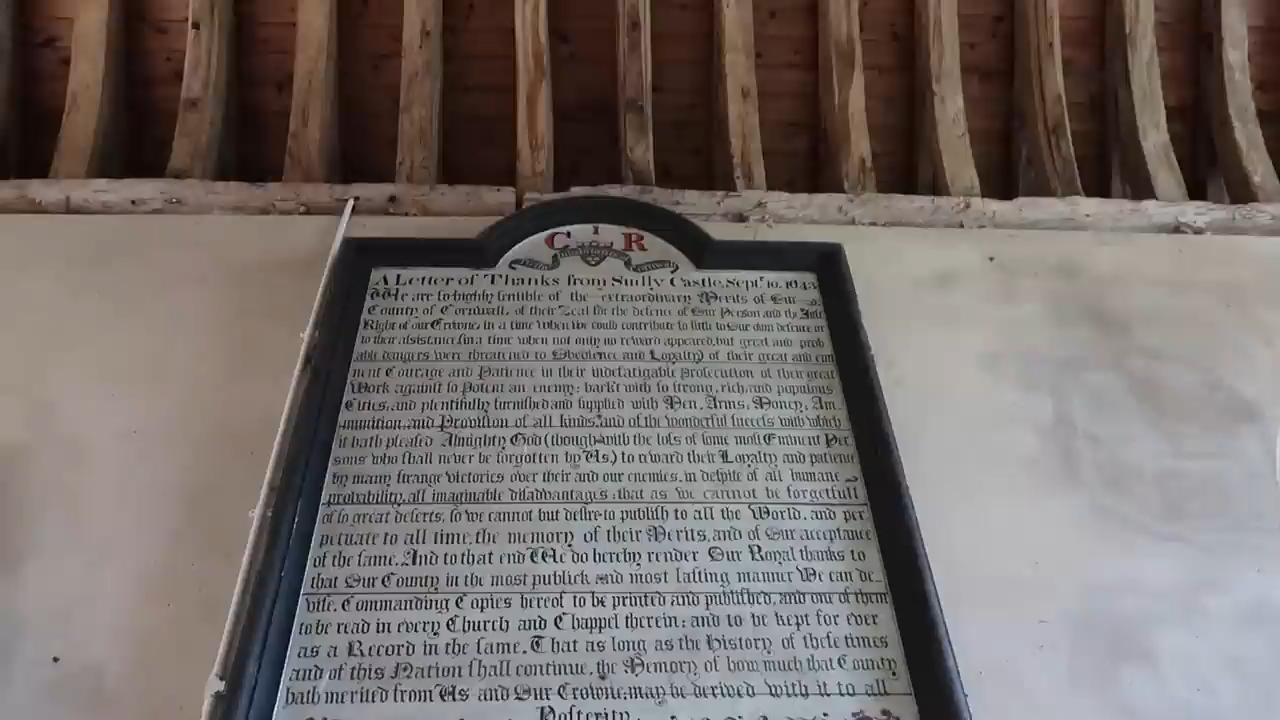 C I R
A Letter of Thanks from Sudly Castle, Sept.r 10. 1643
We are so highly sensible of the extraordinary Merits of Our
County of Cornwall, of their Zeal for the defence of Our Person and the Just
Right of our Crowne, in a time when we could contribute so little to Our own defence or
to their assistance (in a time when not only no reward appeared, but great and prob
able dangers were threatned to Obedience and Loyalty) of their great and emi
nent Courage and Patience in their indefatigable Prosecution of their great
Work against so Potent an enemy: backt with so strong, rich, and populous
Cities, and plentifully furnished and supplied with Men, Arms, Money, Am
munition, and Provision of all kinds; and of the wonderful success with which
it hath pleased Almighty God (though with the loss of some most Eminent Per
sons who shall never be forgotten by Us,) to reward their Loyalty and patience
by many strange victories over their and our enemies, in despite of all humane
probability, all imaginable disadvantages: that as we cannot be forgetfull
of so great deserts, so we cannot but desire to publish to all the World, and per
petuate to all time, the memory of their Merits, and of Our acceptance
of the same. And to that end We do hereby render Our Royal thanks to
that Our County in the most publick and most lasting manner We can de
vise, Commanding Copies hereof to be printed and published, and one of them
to be read in every Church and Chappel therein: and to be kept for ever
as a Record in the same. That as long as the History of these times
and of this Nation shall continue, the Memory of how much that County
hath merited from Us and Our Crowne, may be derived with it to all
Posterity.